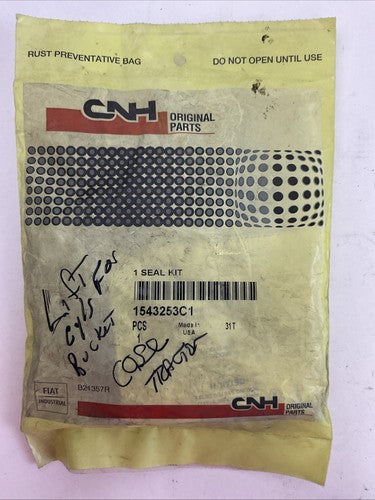 RUST PREVENTATIVE BAG
DO NOT OPEN UNTIL USE
CNH
ORIGINAL
PARTS
1 SEAL KIT
1543253C1
PCS Made in 31T
1 USA
LIFT
CYLS FOR
BUCKET
CASE
TRACTOR
FIAT
INDUSTRIAL
B24357R
CNH
ORIGINAL
PARTS